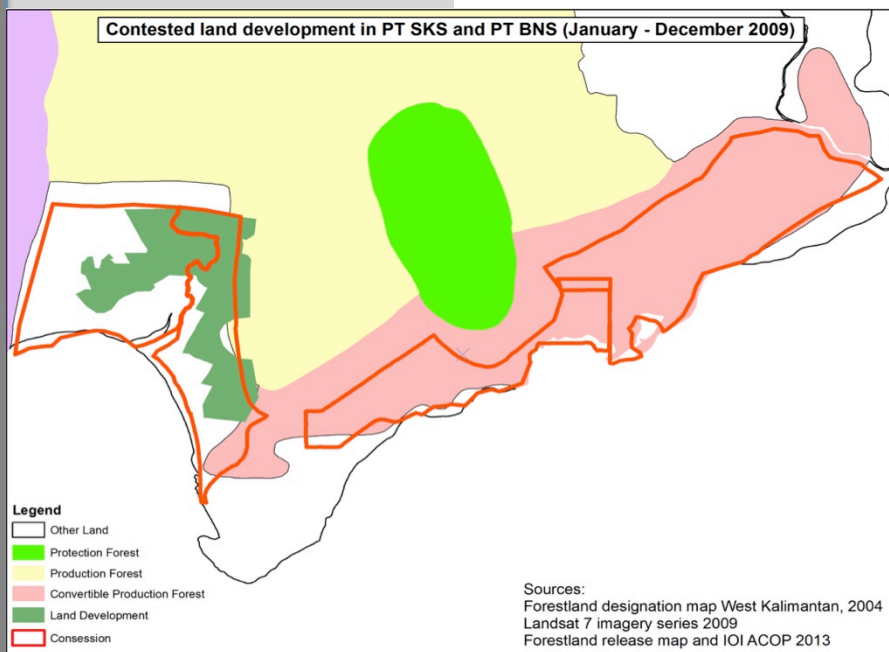 Contested land development in PT SKS and PT BNS (January - December 2009)
Legend
Other Land
Protection Forest
Production Forest
Convertible Production Forest
Land Development
Consession
Sources:
Forestland designation map West Kalimantan, 2004
Landsat 7 imagery series 2009
Forestland release map and IOI ACOP 2013